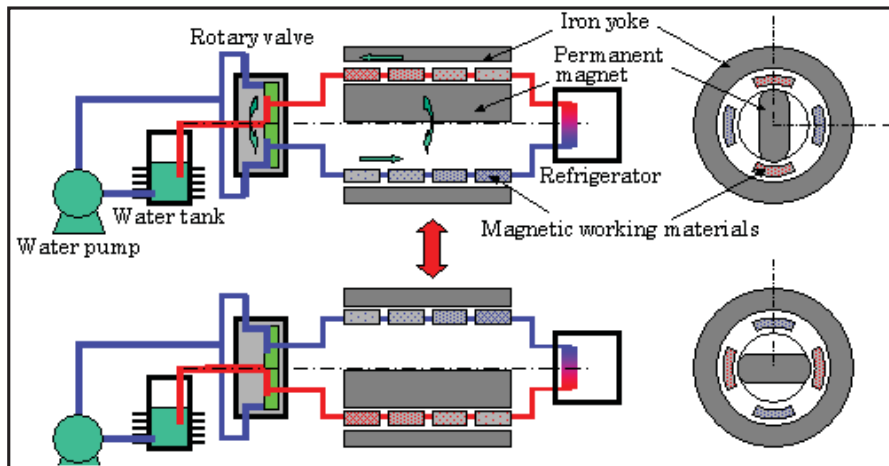 Rotary valve
Iron yoke
Permanent
magnet
Refrigerator
Water tank
Magnetic working materials
Water pump